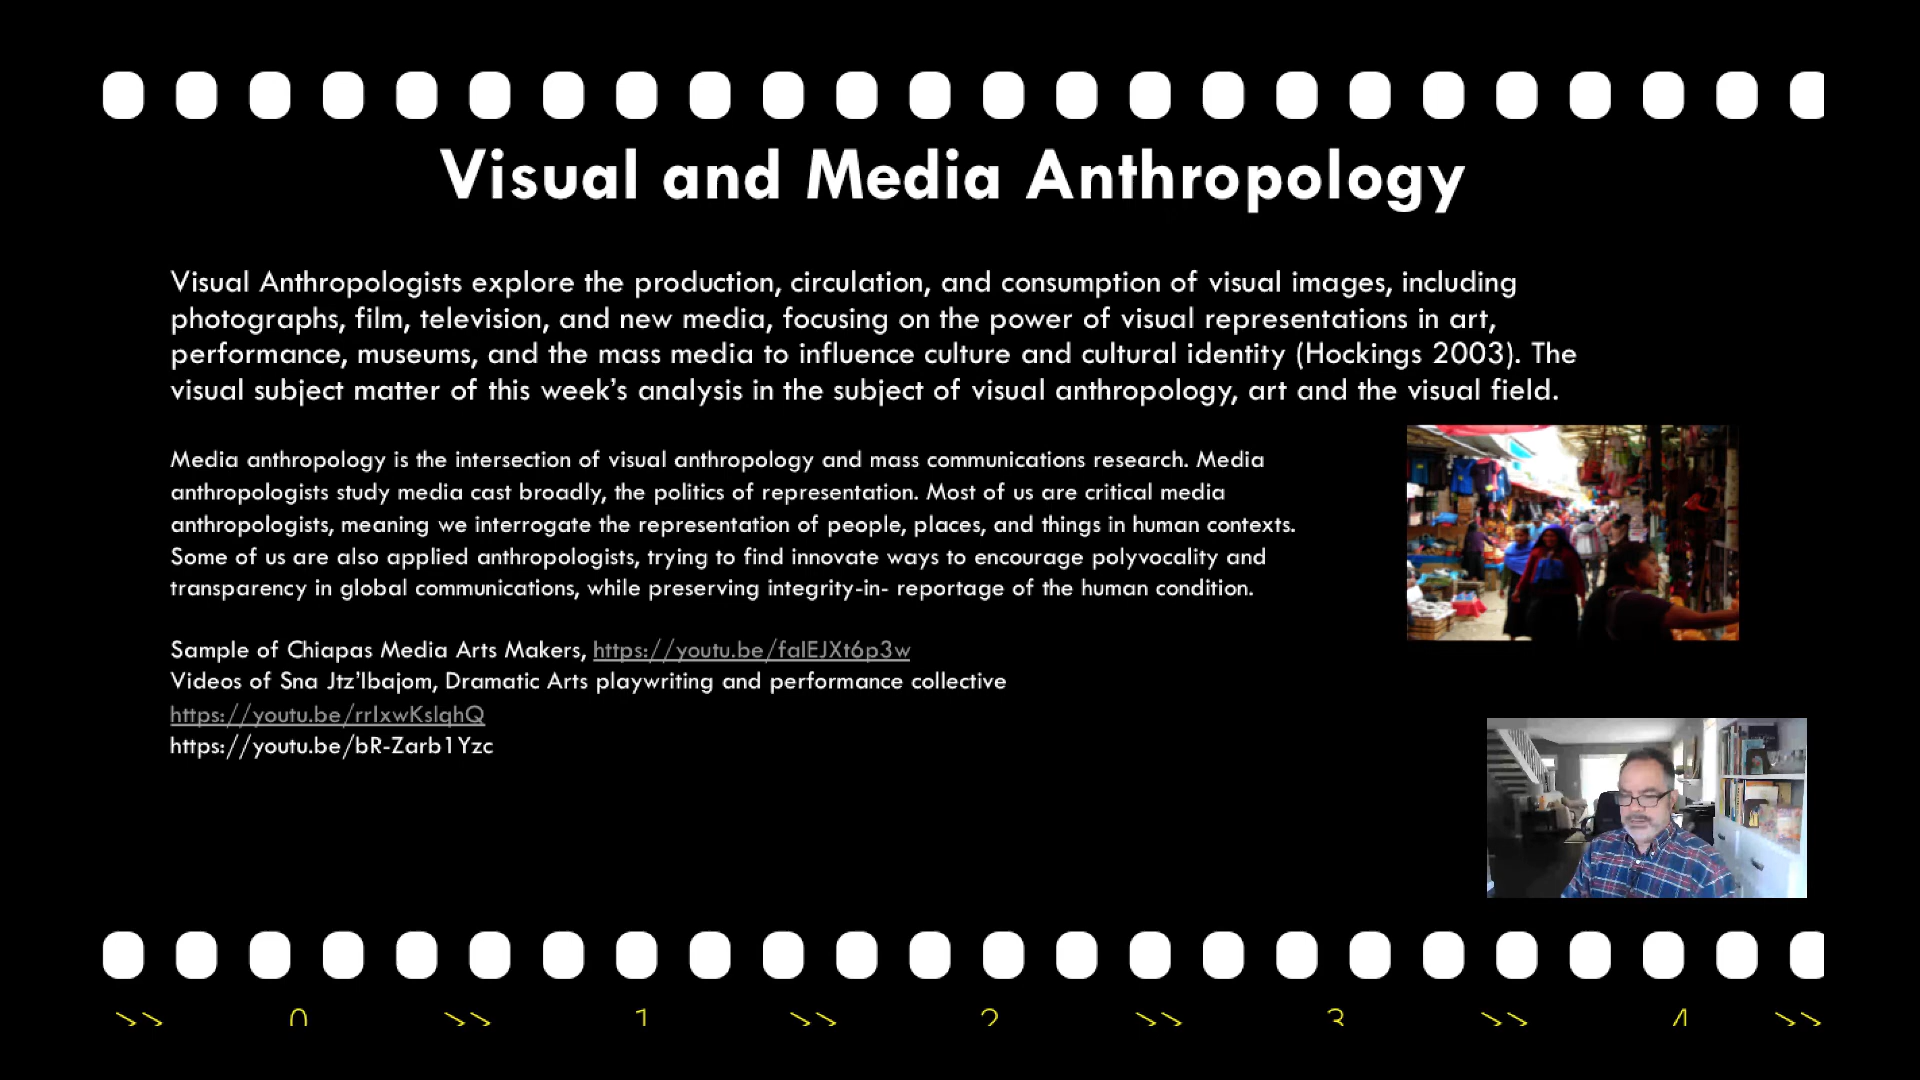 Visual and Media Anthropology
Visual Anthropologists explore the production, circulation, and consumption of visual images, including
photographs, film, television, and new media, focusing on the power of visual representations in art,
performance, museums, and the mass media to influence culture and cultural identity (Hockings 2003). The
visual subject matter of this week’s analysis in the subject of visual anthropology, art and the visual field.
Media anthropology is the intersection of visual anthropology and mass communications research. Media
anthropologists study media cast broadly, the politics of representation. Most of us are critical media
anthropologists, meaning we interrogate the representation of people, places, and things in human contexts.
Some of us are also applied anthropologists, trying to find innovate ways to encourage polyvocality and
transparency in global communications, while preserving integrity-in- reportage of the human condition.
Sample of Chiapas Media Arts Makers, https://youtu.be/falEJXt6p3w
Videos of Sna Jtz’lbajom, Dramatic Arts playwriting and performance collective
https://youtu.be/rrlxwKslqhQ
https://youtu.be/bR-Zarb1Yzc
>> 0 >> 1 >> 2 >> 3 >> 4 >>